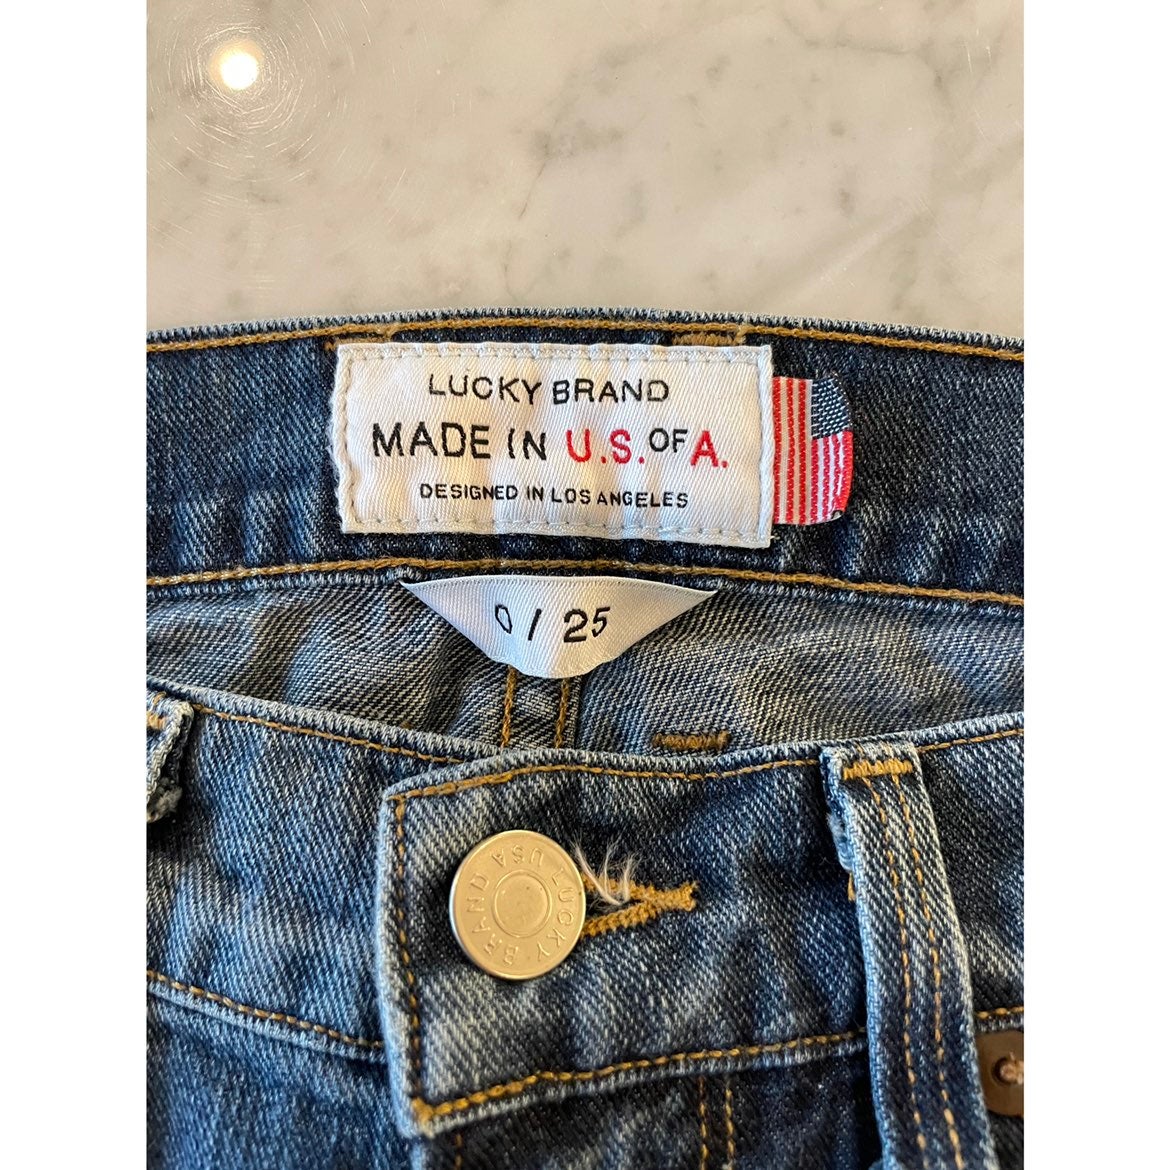 LUCKY BRAND
MADE IN U.S. OF A.
DESIGNED IN LOS ANGELES
0 / 25
LUCKY BRAND USA